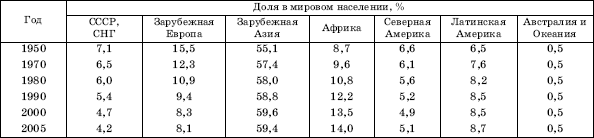 Доля в мировом населении, %
Год СССР, СНГ Зарубежная Европа Зарубежная Азия Африка Северная Америка Латинская Америка Австралия и Океания
1950 7,1 15,5 55,1 8,7 6,6 6,5 0,5
1970 6,5 12,3 57,4 9,6 6,1 7,6 0,5
1980 6,0 10,9 58,0 10,8 5,6 8,2 0,5
1990 5,4 9,4 58,8 12,2 5,2 8,5 0,5
2000 4,7 8,3 59,6 13,5 4,9 8,5 0,5
2005 4,2 8,1 59,4 14,0 5,1 8,7 0,5